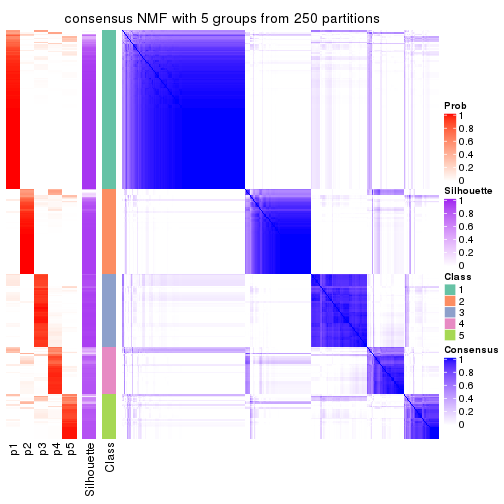 consensus NMF with 5 groups from 250 partitions
Prob
1
0.8
0.6
0.4
0.2
0
Silhouette
1
0.8
0.6
0.4
0.2
0
Class
1
2
3
4
5
Consensus
1
0.8
0.6
0.4
0.2
0
p1
p2
p3
p4
p5
Silhouette
Class